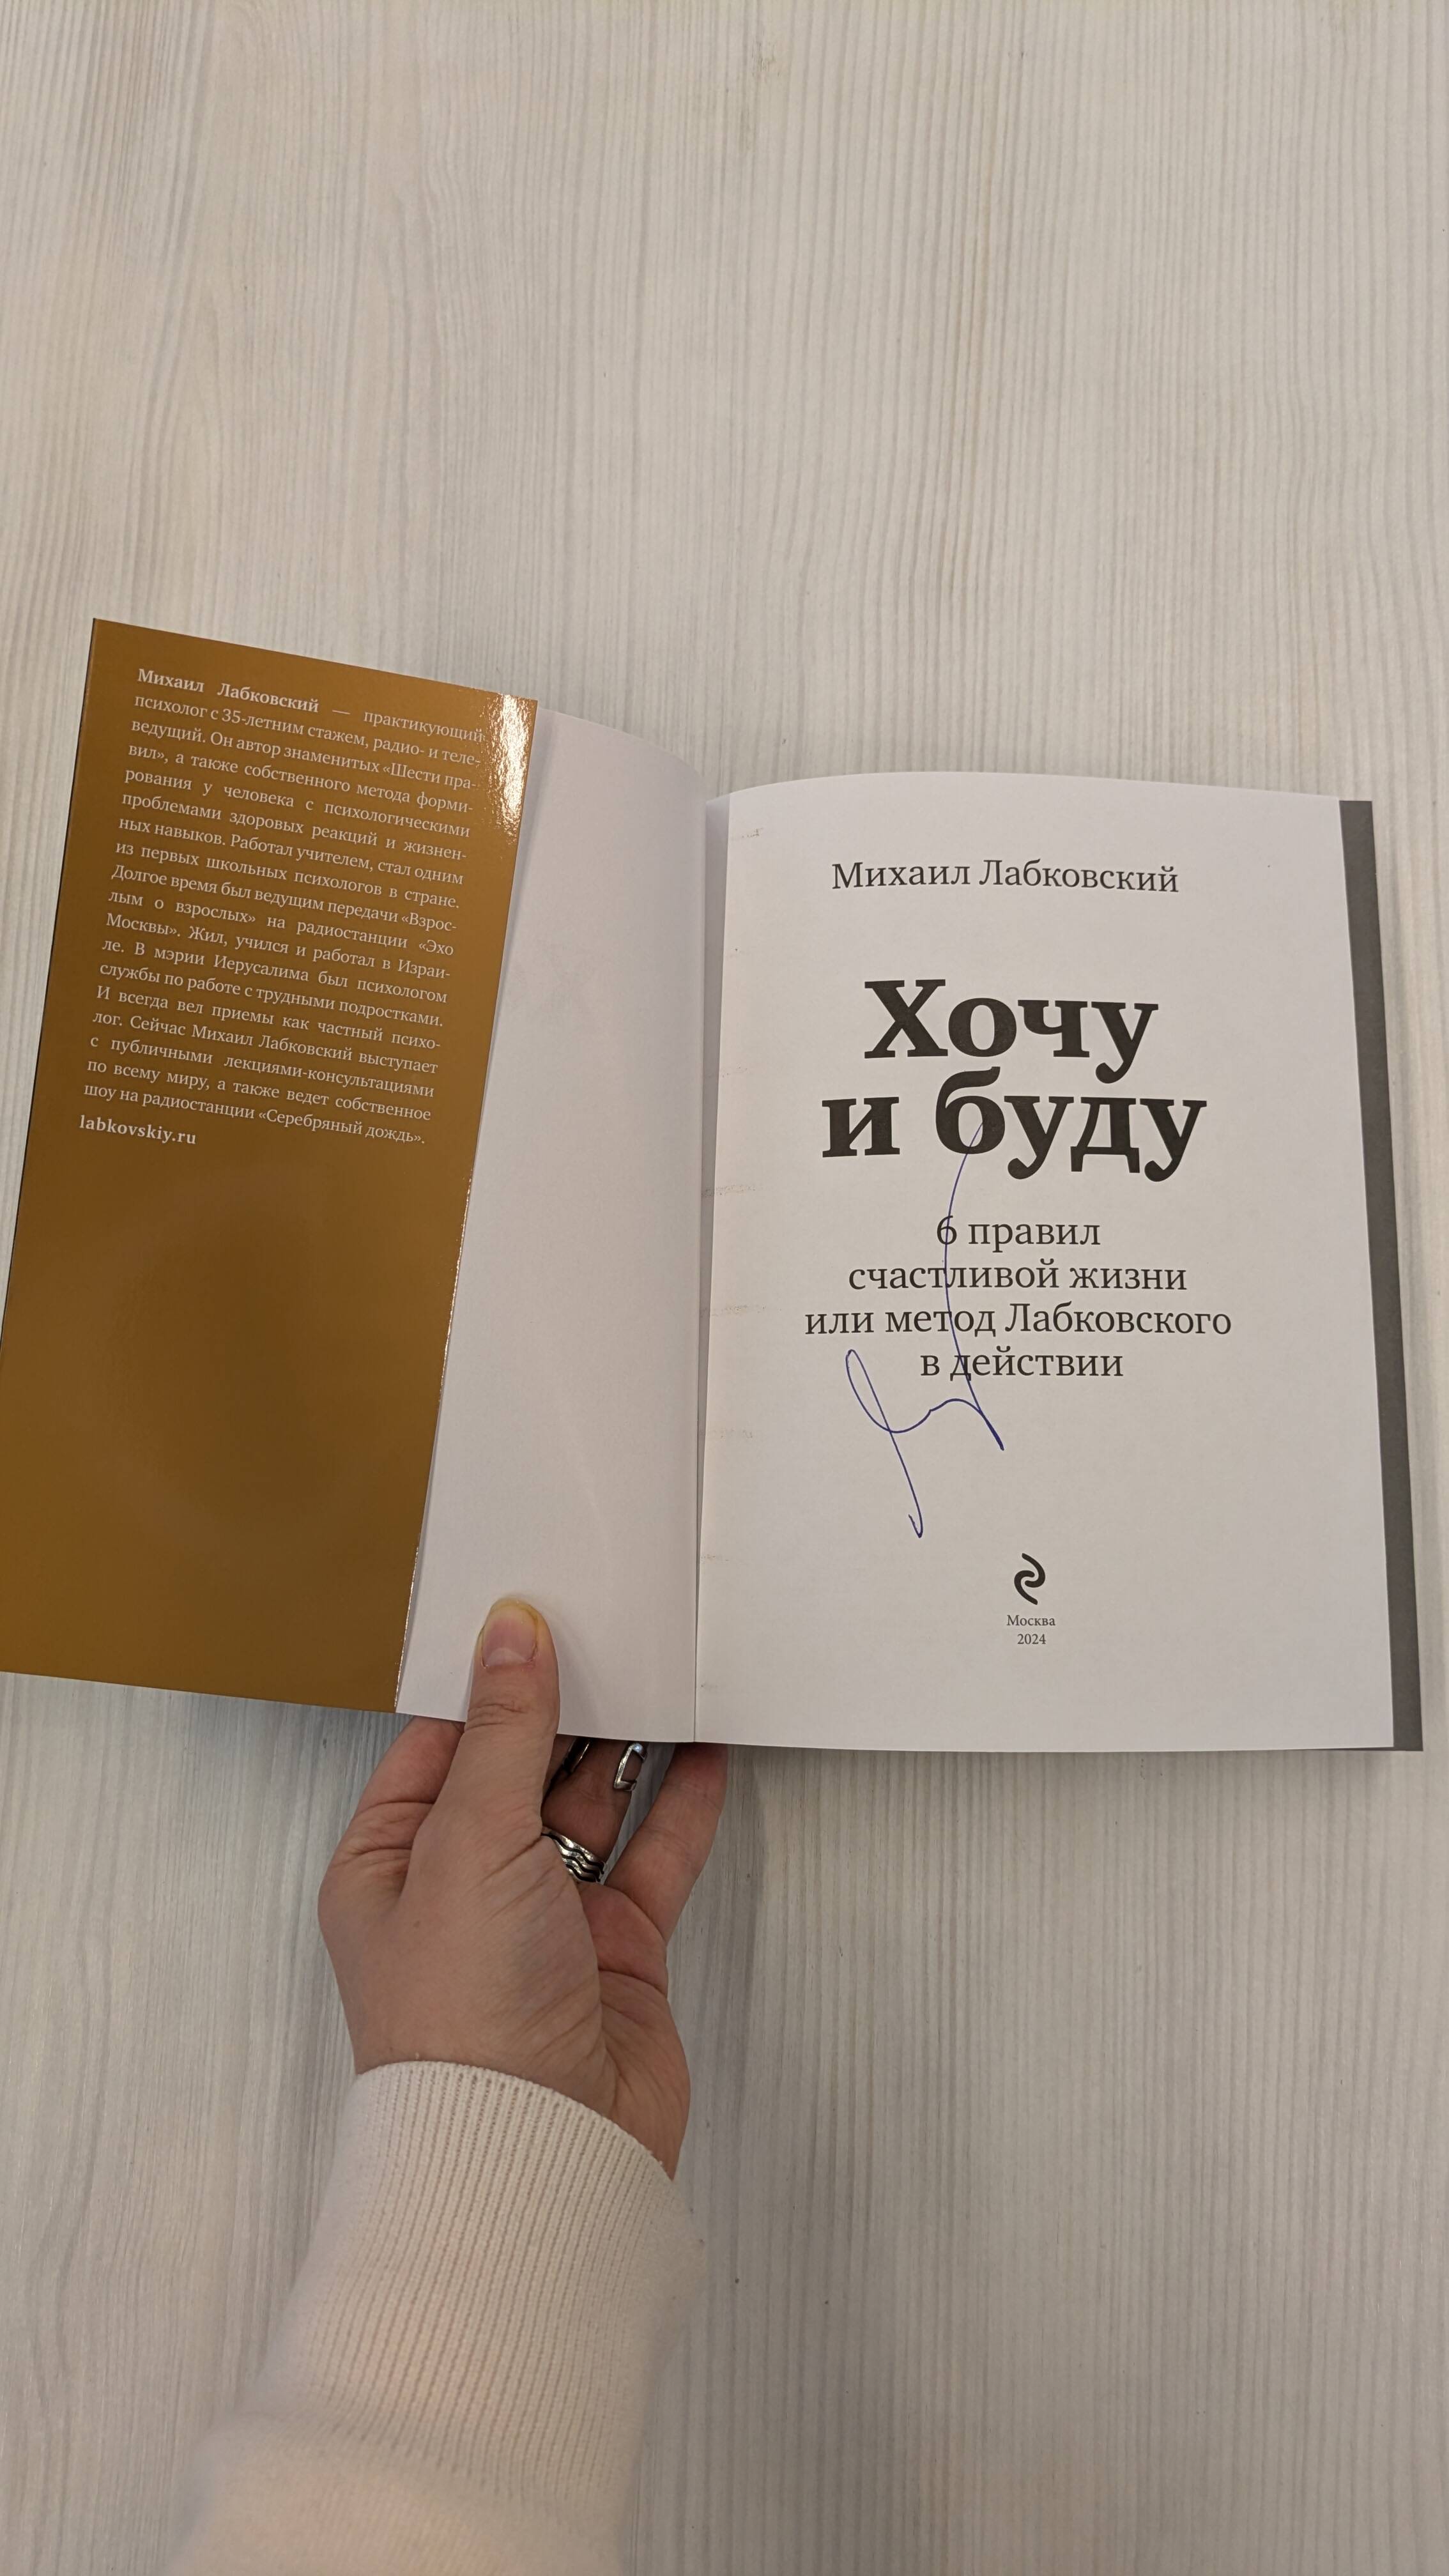 Михаил Лабковский — практикующий
психолог с 35-летним стажем, радио- и теле-
ведущий. Он автор знаменитых «Шести пра-
вил», а также собственного метода форми-
рования у человека с психологическими
проблемами здоровых реакций и жизнен-
ных навыков. Работал учителем, стал одним
из первых школьных психологов в стране.
Долгое время был ведущим передачи «Взрос-
лым о взрослых» на радиостанции «Эхо
Москвы». Жил, учился и работал в Израи-
ле. В мэрии Иерусалима был психологом
службы по работе с трудными подростками.
И всегда вел приемы как частный психо-
лог. Сейчас Михаил Лабковский выступает
с публичными лекциями-консультациями
по всему миру, а также ведет собственное
шоу на радиостанции «Серебряный дождь».
labkovskiy.ru
Михаил Лабковский
Хочу
и буду
6 правил
счастливой жизни
или метод Лабковского
в действии
Москва
2024